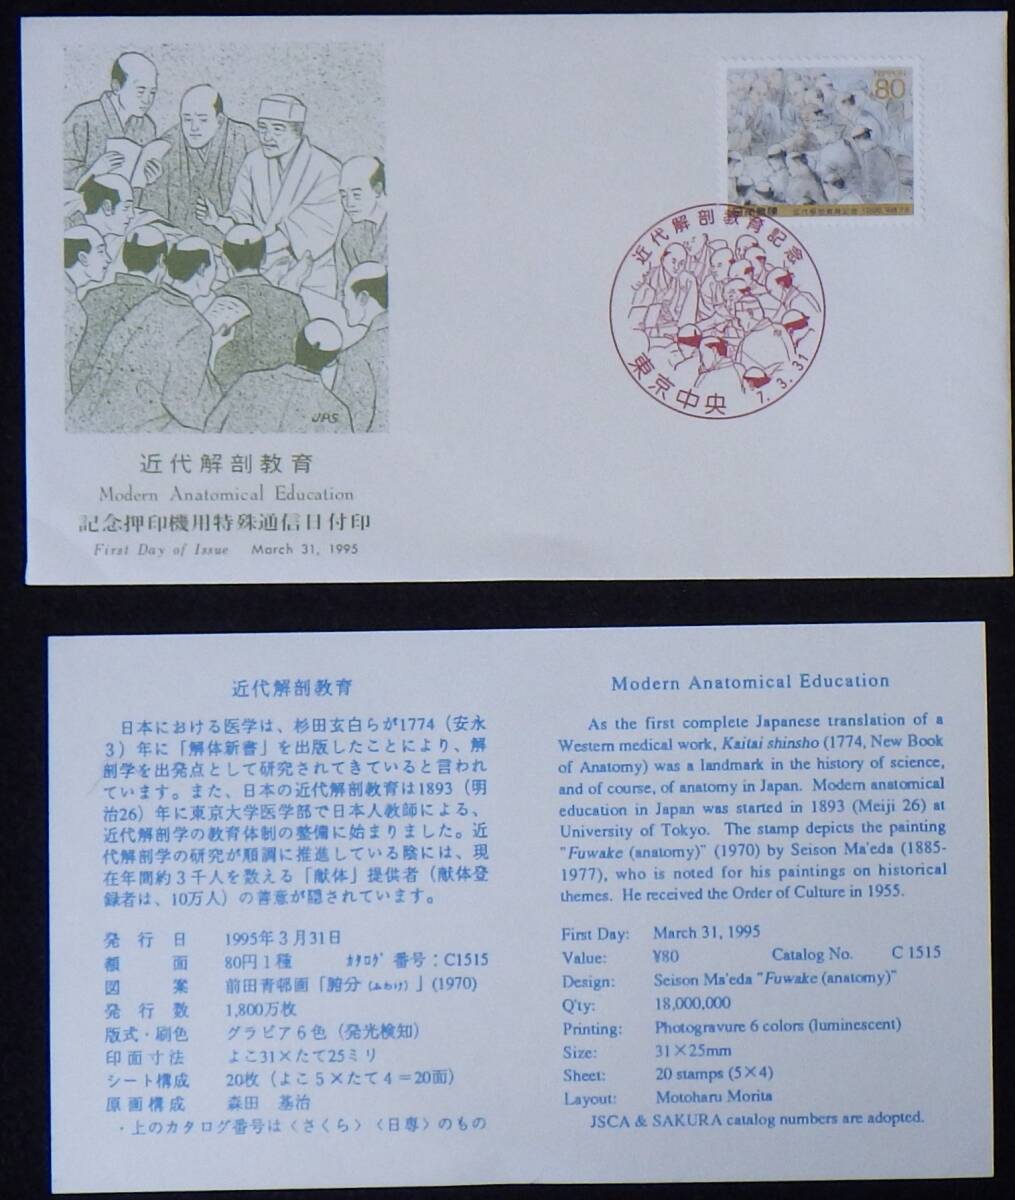 NIPPON
80
日本郵便
近代解剖教育記念
近代解剖教育記念
東京中央
7.3.31
JPS
近代解剖教育
Modern Anatomical Education
記念押印機用特殊通信日付印
First Day of Issue March 31, 1995
近代解剖教育
日本における医学は、杉田玄白らが1774（安永
3）年に「解体新書」を出版したことにより、解
剖学を出発点として研究されてきていると言われ
ています。また、日本の近代解剖教育は1893（明
治26）年に東京大学医学部で日本人教師による、
近代解剖学の教育体制の整備に始まりました。近
代解剖学の研究が順調に推進している陰には、現
在年間約3千人を数える「献体」提供者（献体登
録者は、10万人）の善意が隠されています。
発行日 1995年3月31日
額面 80円1種 ｶﾀﾛｸﾞ番号：C1515
図案 前田青邨画「腑分（ふわけ）」(1970)
発行数 1,800万枚
版式・刷色 グラビア6色（発光検知）
印面寸法 よこ31×たて25ミリ
シート構成 20枚（よこ5×たて4＝20面）
原画構成 森田 基治
・上のカタログ番号は〈さくら〉〈日専〉のもの
Modern Anatomical Education
As the first complete Japanese translation of a
Western medical work, Kaitai shinsho (1774, New Book
of Anatomy) was a landmark in the history of science,
and of course, of anatomy in Japan. Modern anatomical
education in Japan was started in 1893 (Meiji 26) at
University of Tokyo. The stamp depicts the painting
"Fuwake (anatomy)" (1970) by Seison Ma'eda (1885-
1977), who is noted for his paintings on historical
themes. He received the Order of Culture in 1955.
First Day: March 31, 1995
Value: ¥80 Catalog No. C 1515
Design: Seison Ma'eda "Fuwake (anatomy)"
Q'ty: 18,000,000
Printing: Photogravure 6 colors (luminescent)
Size: 31×25mm
Sheet: 20 stamps (5×4)
Layout: Motoharu Morita
JSCA & SAKURA catalog numbers are adopted.